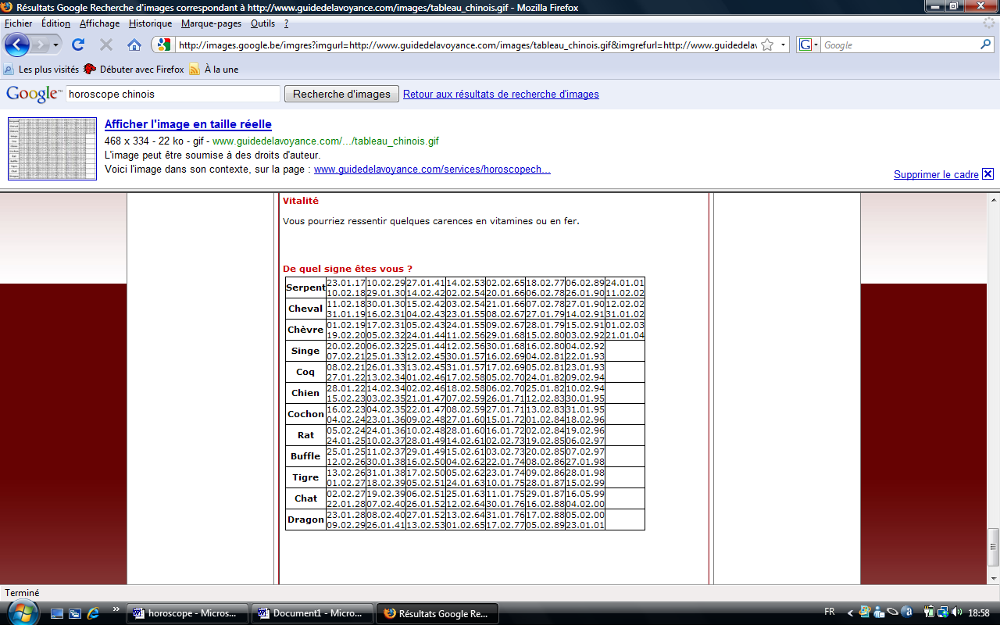 Résultats Google Recherche d'images correspondant à http://www.guidedelavoyance.com/images/tableau_chinois.gif - Mozilla Firefox
Fichier Édition Affichage Historique Marque-pages Outils ?
http://images.google.be/imgres?imgurl=http://www.guidedelavoyance.com/images/tableau_chinois.gif&imgrefurl=http://www.guidedelav Google
Les plus visités Débuter avec Firefox À la une
Google horoscope chinois Recherche d'images Retour aux résultats de recherche d'images
Afficher l'image en taille réelle
468 x 334 - 22 ko - gif - www.guidedelavoyance.com/.../tableau_chinois.gif
L'image peut être soumise à des droits d'auteur.
Voici l'image dans son contexte, sur la page : www.guidedelavoyance.com/services/horoscopech...
Supprimer le cadre
Vitalité
Vous pourriez ressentir quelques carences en vitamines ou en fer.
De quel signe êtes vous ?
Serpent 23.01.17 10.02.29 27.01.41 14.02.53 02.02.65 18.02.77 06.02.89 24.01.01
10.02.18 29.01.30 14.02.42 02.02.54 20.01.66 06.02.78 26.01.90 11.02.02
Cheval 11.02.18 30.01.30 15.02.42 03.02.54 21.01.66 07.02.78 27.01.90 12.02.02
31.01.19 16.02.31 04.02.43 23.01.55 08.02.67 27.01.79 14.02.91 31.01.02
Chèvre 01.02.19 17.02.31 05.02.43 24.01.55 09.02.67 28.01.79 15.02.91 01.02.03
19.02.20 05.02.32 24.01.44 11.02.56 29.01.68 15.02.80 03.02.92 21.01.04
Singe 20.02.20 06.02.32 25.01.44 12.02.56 30.01.68 16.02.80 04.02.92
07.02.21 25.01.33 12.02.45 30.01.57 16.02.69 04.02.81 22.01.93
Coq 08.02.21 26.01.33 13.02.45 31.01.57 17.02.69 05.02.81 23.01.93
27.01.22 13.02.34 01.02.46 17.02.58 05.02.70 24.01.82 09.02.94
Chien 28.01.22 14.02.34 02.02.46 18.02.58 06.02.70 25.01.82 10.02.94
15.02.23 03.02.35 21.01.47 07.02.59 26.01.71 12.02.83 30.01.95
Cochon 16.02.23 04.02.35 22.01.47 08.02.59 27.01.71 13.02.83 31.01.95
04.02.24 23.01.36 09.02.48 27.01.60 15.01.72 01.02.84 18.02.96
Rat 05.02.24 24.01.36 10.02.48 28.01.60 16.01.72 02.02.84 19.02.96
24.01.25 10.02.37 28.01.49 14.02.61 02.02.73 19.02.85 06.02.97
Buffle 25.01.25 11.02.37 29.01.49 15.02.61 03.02.73 20.02.85 07.02.97
12.02.26 30.01.38 16.02.50 04.02.62 22.01.74 08.02.86 27.01.98
Tigre 13.02.26 31.01.38 17.02.50 05.02.62 23.01.74 09.02.86 28.01.98
01.02.27 18.02.39 05.02.51 24.01.63 10.01.75 28.01.87 15.02.99
Chat 02.02.27 19.02.39 06.02.51 25.01.63 11.01.75 29.01.87 16.05.99
22.01.28 07.02.40 26.01.52 12.02.64 30.01.76 16.02.88 04.02.00
Dragon 23.01.28 08.02.40 27.01.52 13.02.64 31.01.76 17.02.88 05.02.00
09.02.29 26.01.41 13.02.53 01.02.65 17.02.77 05.02.89 23.01.01
Terminé
horoscope - Micros... Document1 - Micro... Résultats Google Re... FR 18:58